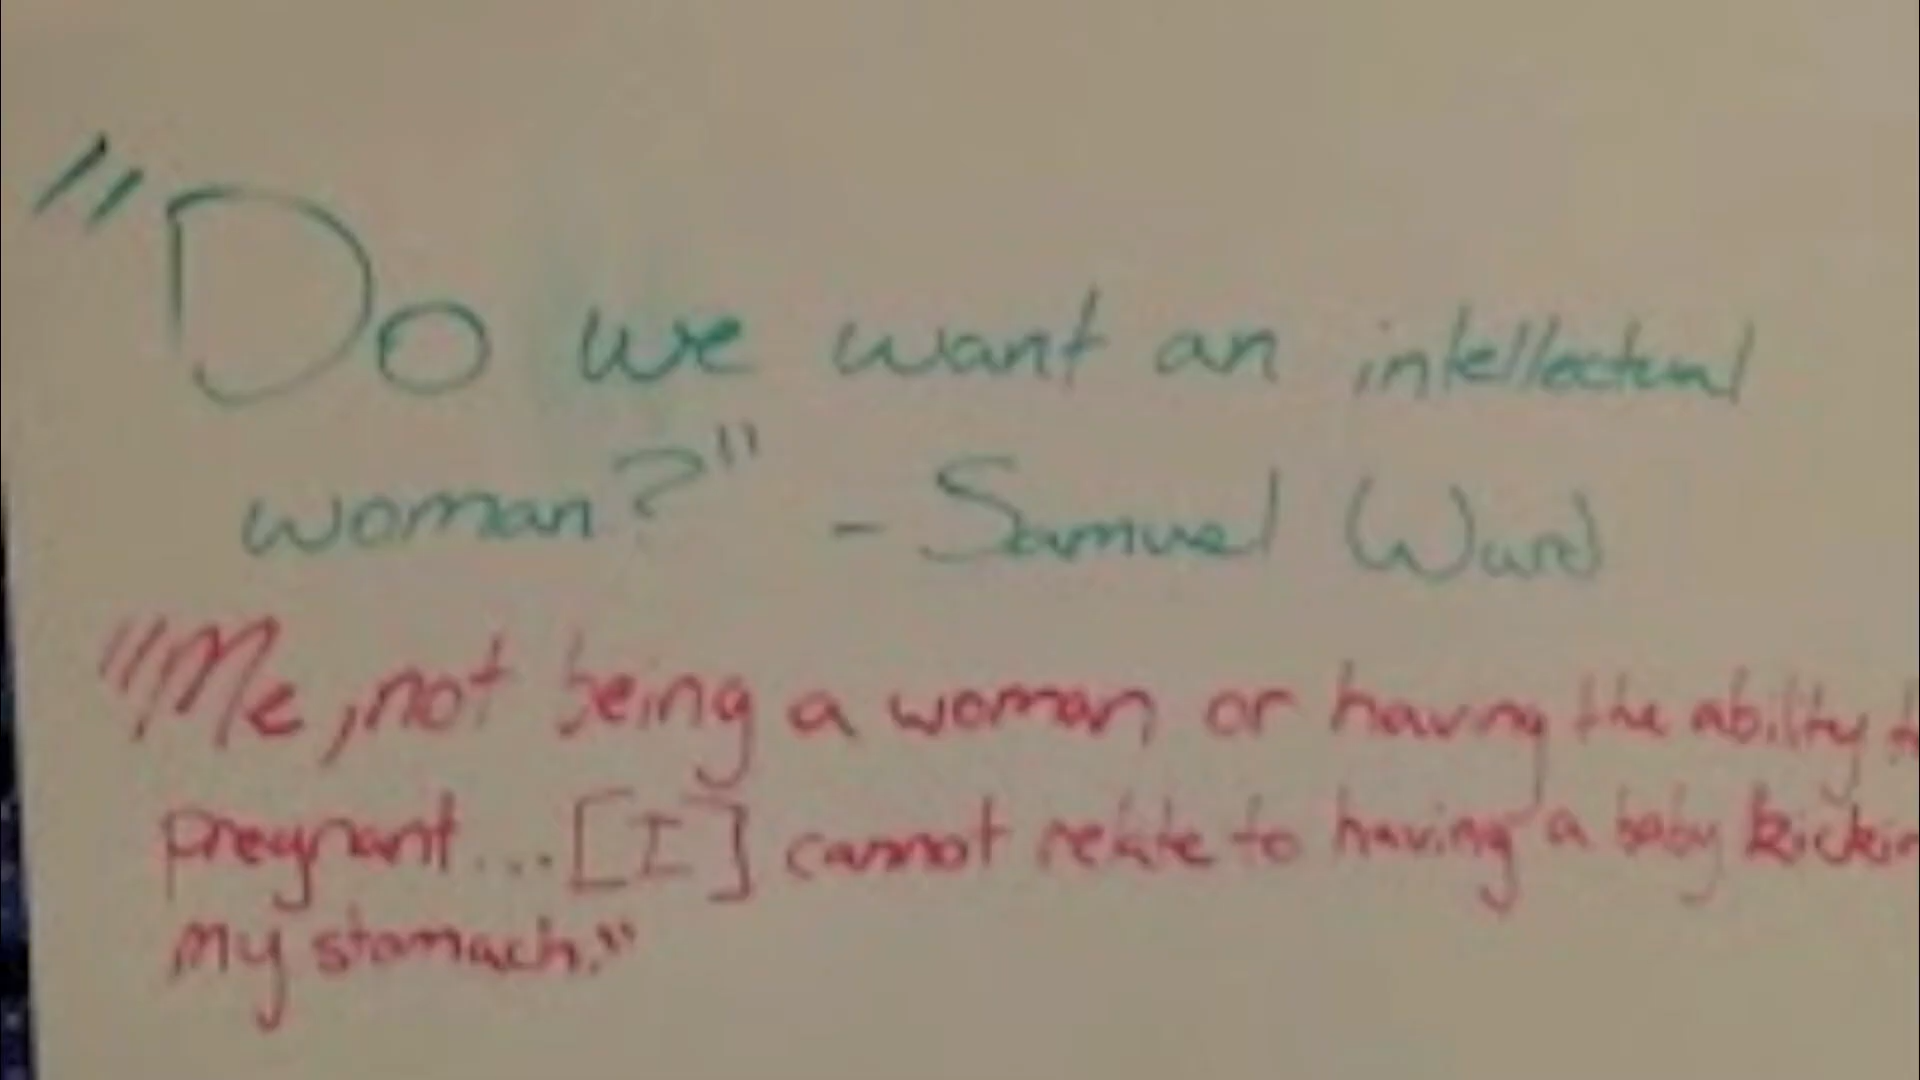 "Do we want an intellectual
woman?" - Samuel Ward
"Me, not being a woman or having the ability
pregnant... [I] cannot relate to having a baby
my stomach."